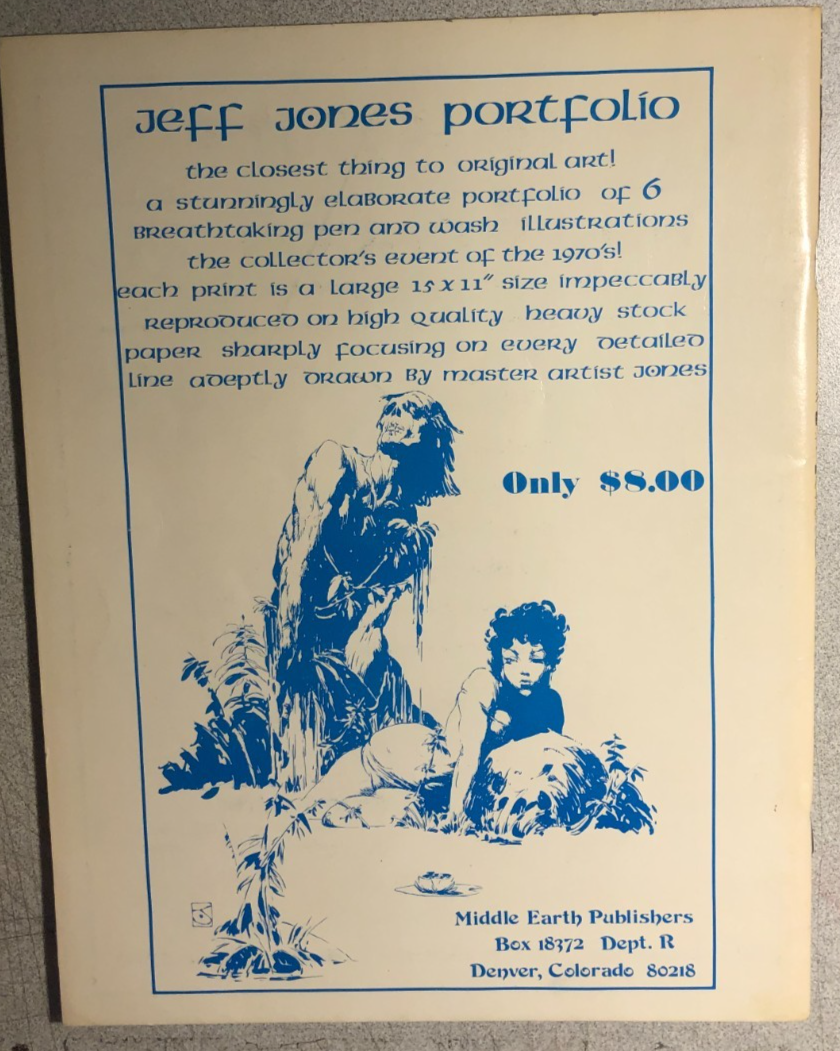 Jeff Jones Portfolio
the closest thing to original art!
a stunningly elaborate portfolio of 6
Breathtaking pen and wash illustrations
the collector's event of the 1970's!
each print is a large 15 x 11" size impeccably
reproduced on high quality heavy stock
paper sharply focusing on every detailed
line adeptly drawn by master artist Jones
Only $8.00
Middle Earth Publishers
Box 18372 Dept. R
Denver, Colorado 80218